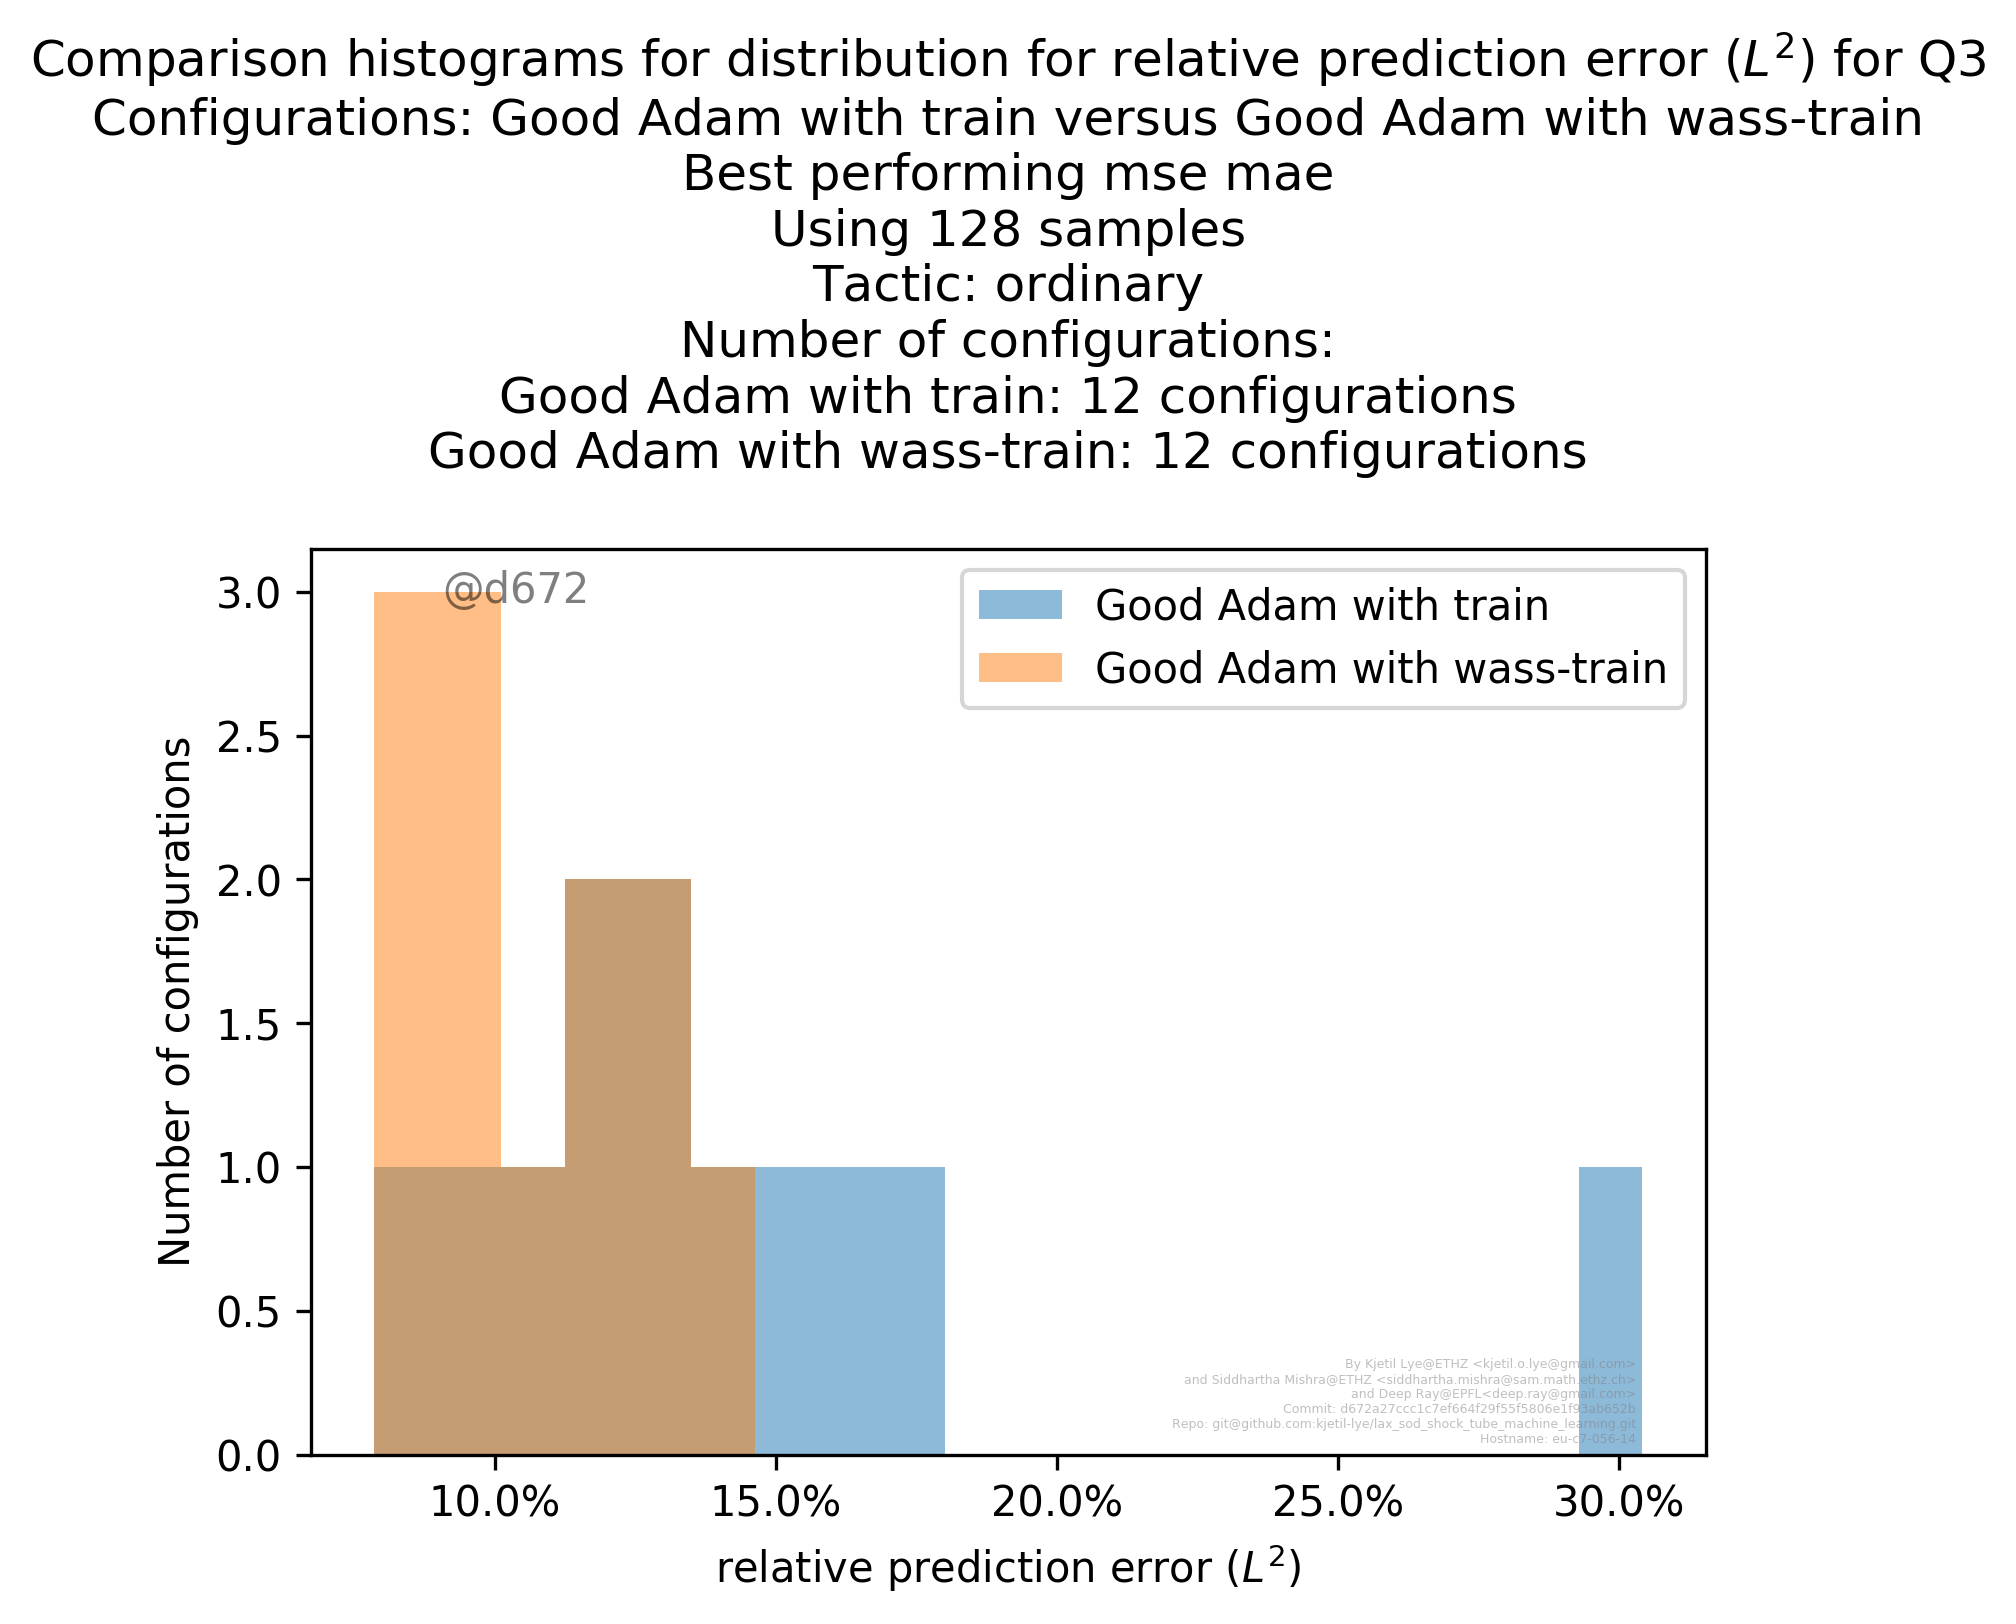 Comparison histograms for distribution for relative prediction error (L²) for Q3
Configurations: Good Adam with train versus Good Adam with wass-train
Best performing mse mae
Using 128 samples
Tactic: ordinary
Number of configurations:
Good Adam with train: 12 configurations
Good Adam with wass-train: 12 configurations
@d672
Good Adam with train
Good Adam with wass-train
Number of configurations
3.0
2.5
2.0
1.5
1.0
0.5
0.0
By Kjetil Lye@ETHZ <kjetil.o.lye@gmail.com>
and Siddhartha Mishra@ETHZ <siddhartha.mishra@sam.math.ethz.ch>
and Deep Ray@EPFL<deep.ray@gmail.com>
Commit: d672a27ccc1c7ef664f29f55f5806e1f93ab652b
Repo: git@github.com:kjetil-lye/lax_sod_shock_tube_machine_learning.git
Hostname: eu-c7-056-14
10.0% 15.0% 20.0% 25.0% 30.0%
relative prediction error (L²)